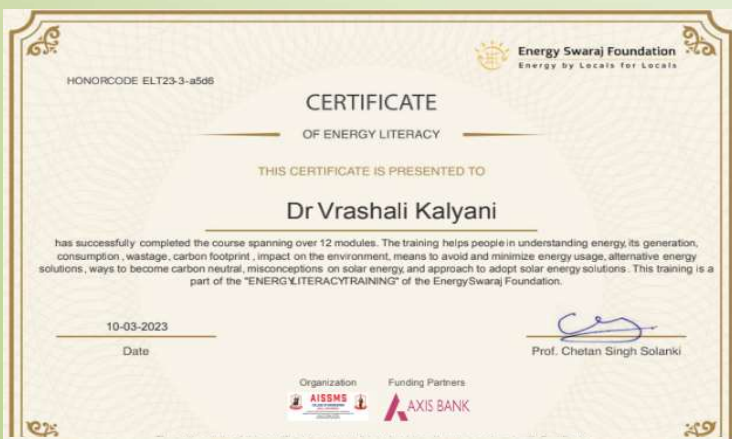 Energy Swaraj Foundation
Energy by Locals for Locals
HONORCODE ELT23-3-a5d6
CERTIFICATE
OF ENERGY LITERACY
THIS CERTIFICATE IS PRESENTED TO
Dr Vrashali Kalyani
has successfully completed the course spanning over 12 modules. The training helps people in understanding energy, its generation,
consumption , wastage, carbon footprint , impact on the environment, means to avoid and minimize energy usage, alternative energy
solutions , ways to become carbon neutral, misconceptions on solar energy, and approach to adopt solar energy solutions . This training is a
part of the "ENERGY LITERACY TRAINING" of the Energy Swaraj Foundation.
10-03-2023
Date
Prof. Chetan Singh Solanki
Organization
Funding Partners
AISSMS
AXIS BANK